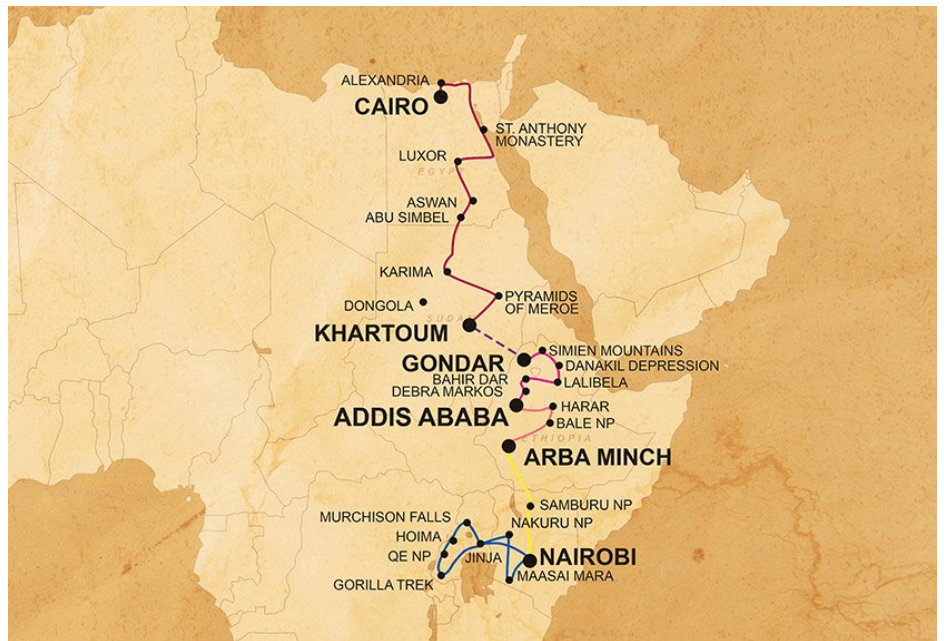 ALEXANDRIA
CAIRO
ST. ANTHONY
MONASTERY
LUXOR
EGYPT
ASWAN
ABU SIMBEL
KARIMA
PYRAMIDS
OF MEROE
DONGOLA
SUDAN
KHARTOUM
SIMIEN MOUNTAINS
GONDAR
DANAKIL DEPRESSION
BAHIR DAR
LALIBELA
DEBRA MARKOS
ADDIS ABABA
HARAR
BALE NP
ETHIOPIA
ARBA MINCH
SAMBURU NP
MURCHISON FALLS
NAKURU NP
HOIMA
QE NP
JINJA
NAIROBI
MAASAI MARA
GORILLA TREK